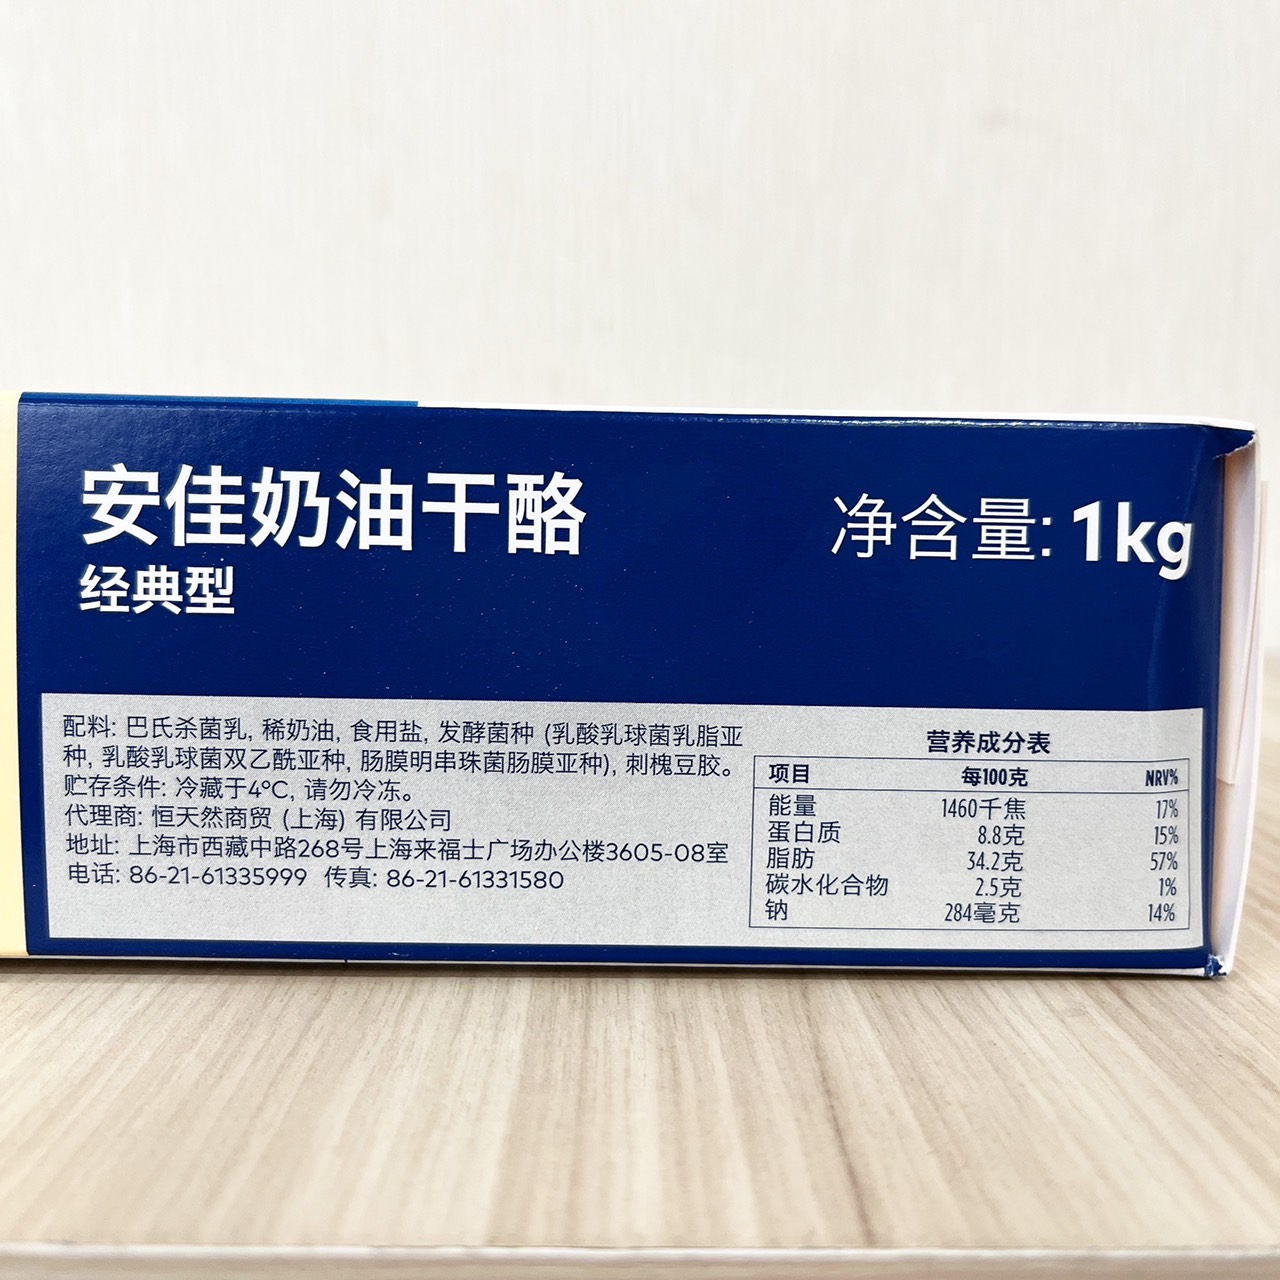 安佳奶油干酪
经典型
净含量: 1kg
配料: 巴氏杀菌乳, 稀奶油, 食用盐, 发酵菌种 (乳酸乳球菌乳脂亚
种, 乳酸乳球菌双乙酰亚种, 肠膜明串珠菌肠膜亚种), 刺槐豆胶。
贮存条件: 冷藏于4°C, 请勿冷冻。
代理商: 恒天然商贸 (上海) 有限公司
地址: 上海市西藏中路268号上海来福士广场办公楼3605-08室
电话: 86-21-61335999 传真: 86-21-61331580
营养成分表
项目 每100克 NRV%
能量 1460千焦 17%
蛋白质 8.8克 15%
脂肪 34.2克 57%
碳水化合物 2.5克 1%
钠 284毫克 14%